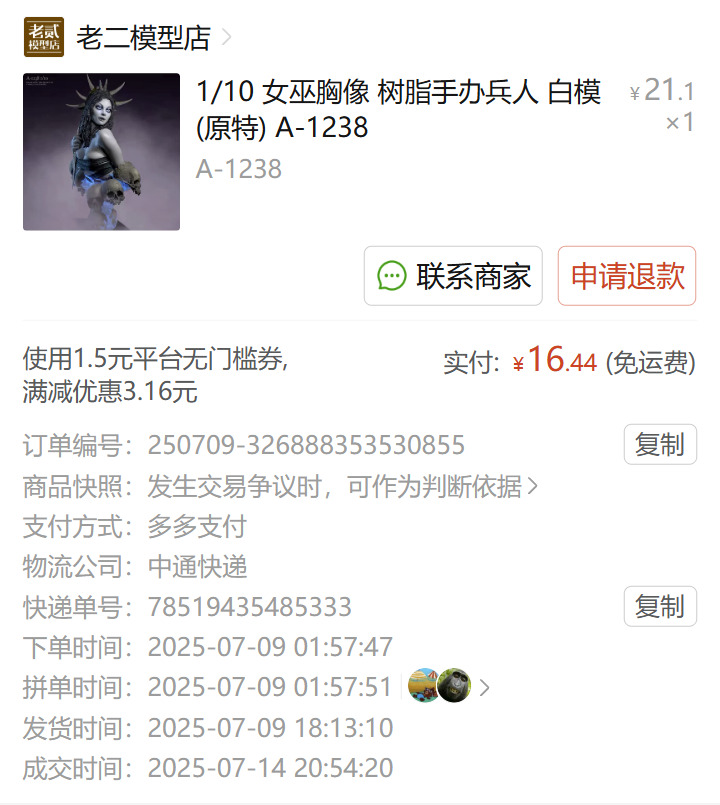 老贰
模型店
老二模型店
1/10 女巫胸像 树脂手办兵人 白模 ¥21.1
(原特) A-1238 ×1
A-1238
联系商家 申请退款
使用1.5元平台无门槛券, 实付: ¥16.44 (免运费)
满减优惠3.16元
订单编号: 250709-326888353530855 复制
商品快照: 发生交易争议时，可作为判断依据
支付方式: 多多支付
物流公司: 中通快递
快递单号: 78519435485333 复制
下单时间: 2025-07-09 01:57:47
拼单时间: 2025-07-09 01:57:51
发货时间: 2025-07-09 18:13:10
成交时间: 2025-07-14 20:54:20